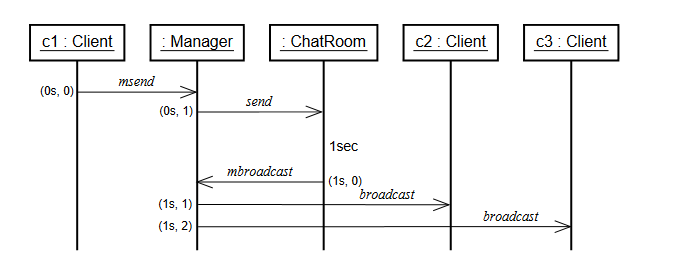 c1 : Client
: Manager
: ChatRoom
c2 : Client
c3 : Client
msend
(0s, 0)
send
(0s, 1)
1sec
mbroadcast
(1s, 0)
broadcast
(1s, 1)
broadcast
(1s, 2)